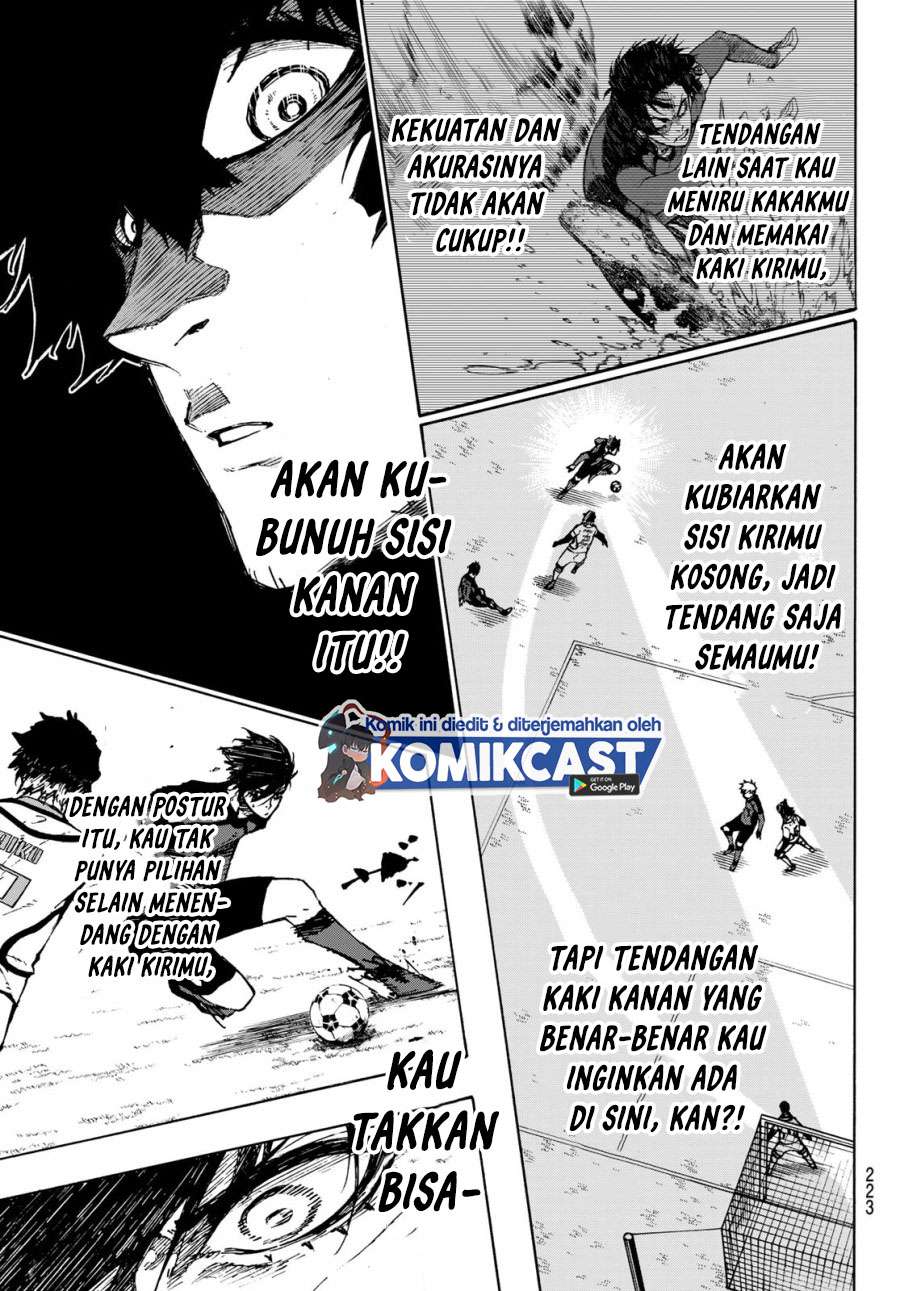 TENDANGAN
LAIN SAAT KAU
MENIRU KAKAKMU
DAN MEMAKAI
KAKI KIRIMU,
KEKUATAN DAN
AKURASINYA
TIDAK AKAN
CUKUP!!
AKAN
KUBIARKAN
SISI KIRIMU
KOSONG, JADI
TENDANG SAJA
SEMAUMU!
AKAN KU-
BUNUH SISI
KANAN
ITU!!
Komik ini diedit & diterjemahkan oleh
KOMIKCAST
GET IT ON
Google Play
TAPI TENDANGAN
KAKI KANAN YANG
BENAR-BENAR KAU
INGINKAN ADA
DI SINI, KAN?!
DENGAN POSTUR
ITU, KAU TAK
PUNYA PILIHAN
SELAIN MENEN-
DANG DENGAN
KAKI KIRIMU,
KAU
TAKKAN
BISA-
223